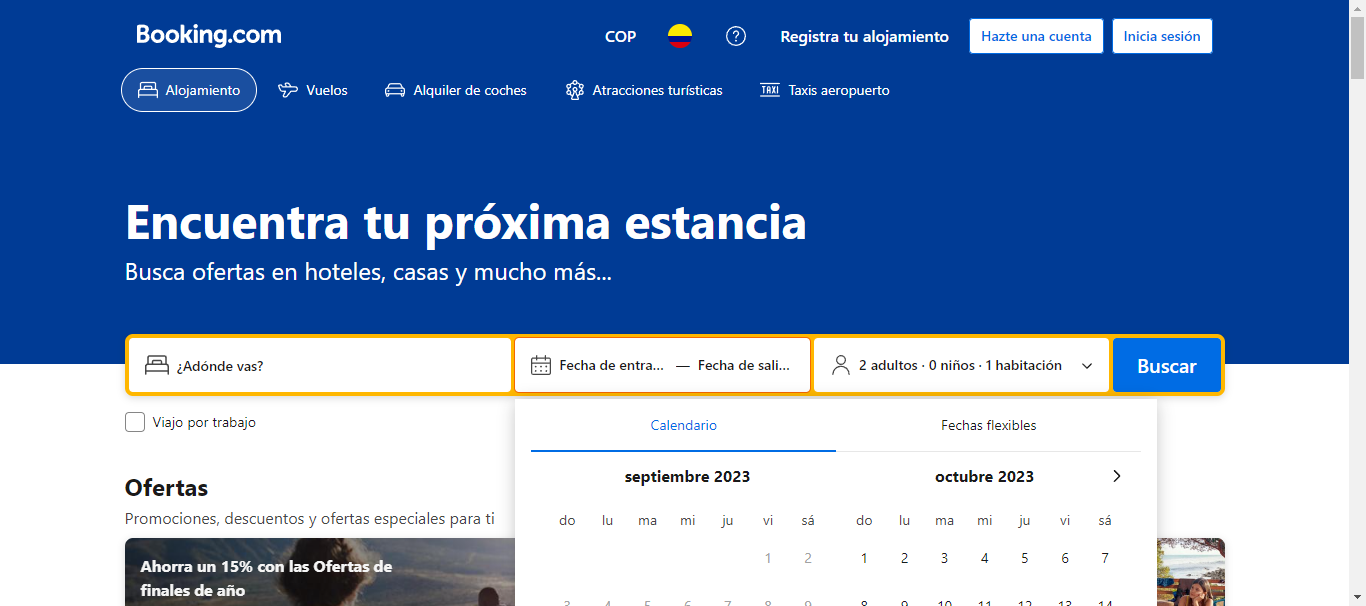 Booking.com
COP
Registra tu alojamiento
Hazte una cuenta
Inicia sesión
Alojamiento
Vuelos
Alquiler de coches
Atracciones turísticas
TAXI
Taxis aeropuerto
Encuentra tu próxima estancia
Busca ofertas en hoteles, casas y mucho más...
¿Adónde vas?
Fecha de entra... — Fecha de sali...
2 adultos · 0 niños · 1 habitación
Buscar
Viajo por trabajo
Calendario
Fechas flexibles
septiembre 2023
octubre 2023
do lu ma mi ju vi sá
do lu ma mi ju vi sá
1 2
1 2 3 4 5 6 7
3 4 5 6 7 8 9
8 9 10 11 12 13 14
Ofertas
Promociones, descuentos y ofertas especiales para ti
Ahorra un 15% con las Ofertas de
finales de año